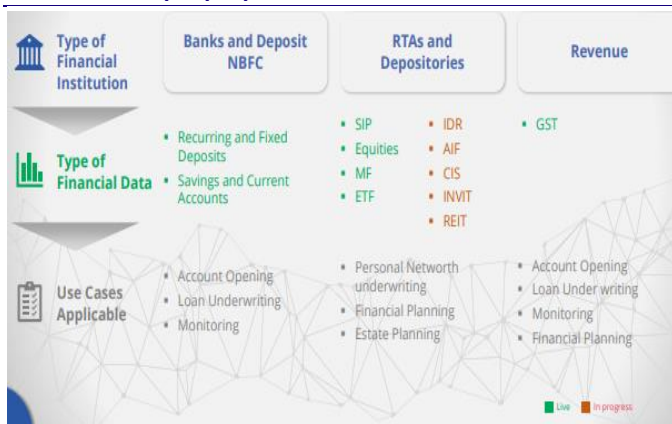 Type of
Financial
Institution
Banks and Deposit
NBFC
RTAs and
Depositories
Revenue
Type of
Financial Data
• Recurring and Fixed
Deposits
• Savings and Current
Accounts
• SIP
• Equities
• MF
• ETF
• IDR
• AIF
• CIS
• INVIT
• REIT
• GST
Use Cases
Applicable
• Account Opening
• Loan Underwriting
• Monitoring
• Personal Networth
underwriting
• Financial Planning
• Estate Planning
• Account Opening
• Loan Under writing
• Monitoring
• Financial Planning
Live
In progress